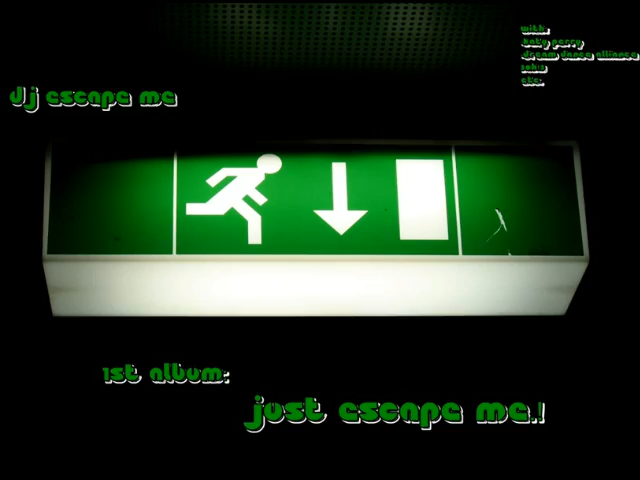 with:
katy perry
dream dance alliance
etc.
dj escape me
1st album:
just escape me.!